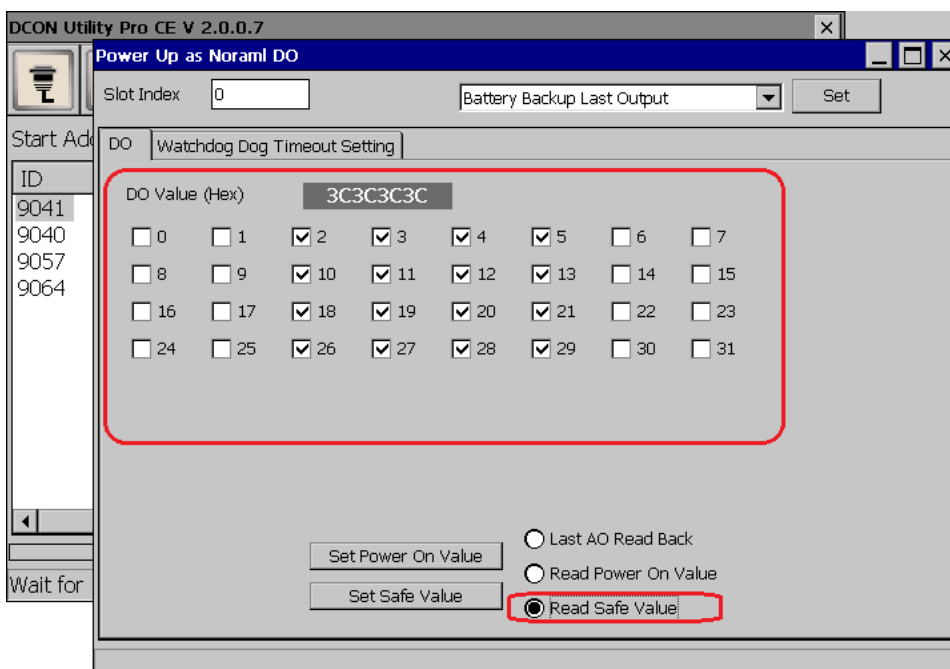 DCON Utility Pro CE V 2.0.0.7
Power Up as Noraml DO
Slot Index 0 Battery Backup Last Output Set
Start Add
DO Watchdog Dog Timeout Setting
ID
9041
9040
9057
9064
DO Value (Hex) 3C3C3C3C
0 1 2 3 4 5 6 7
8 9 10 11 12 13 14 15
16 17 18 19 20 21 22 23
24 25 26 27 28 29 30 31
Last AO Read Back
Set Power On Value
Read Power On Value
Wait for
Set Safe Value
Read Safe Value